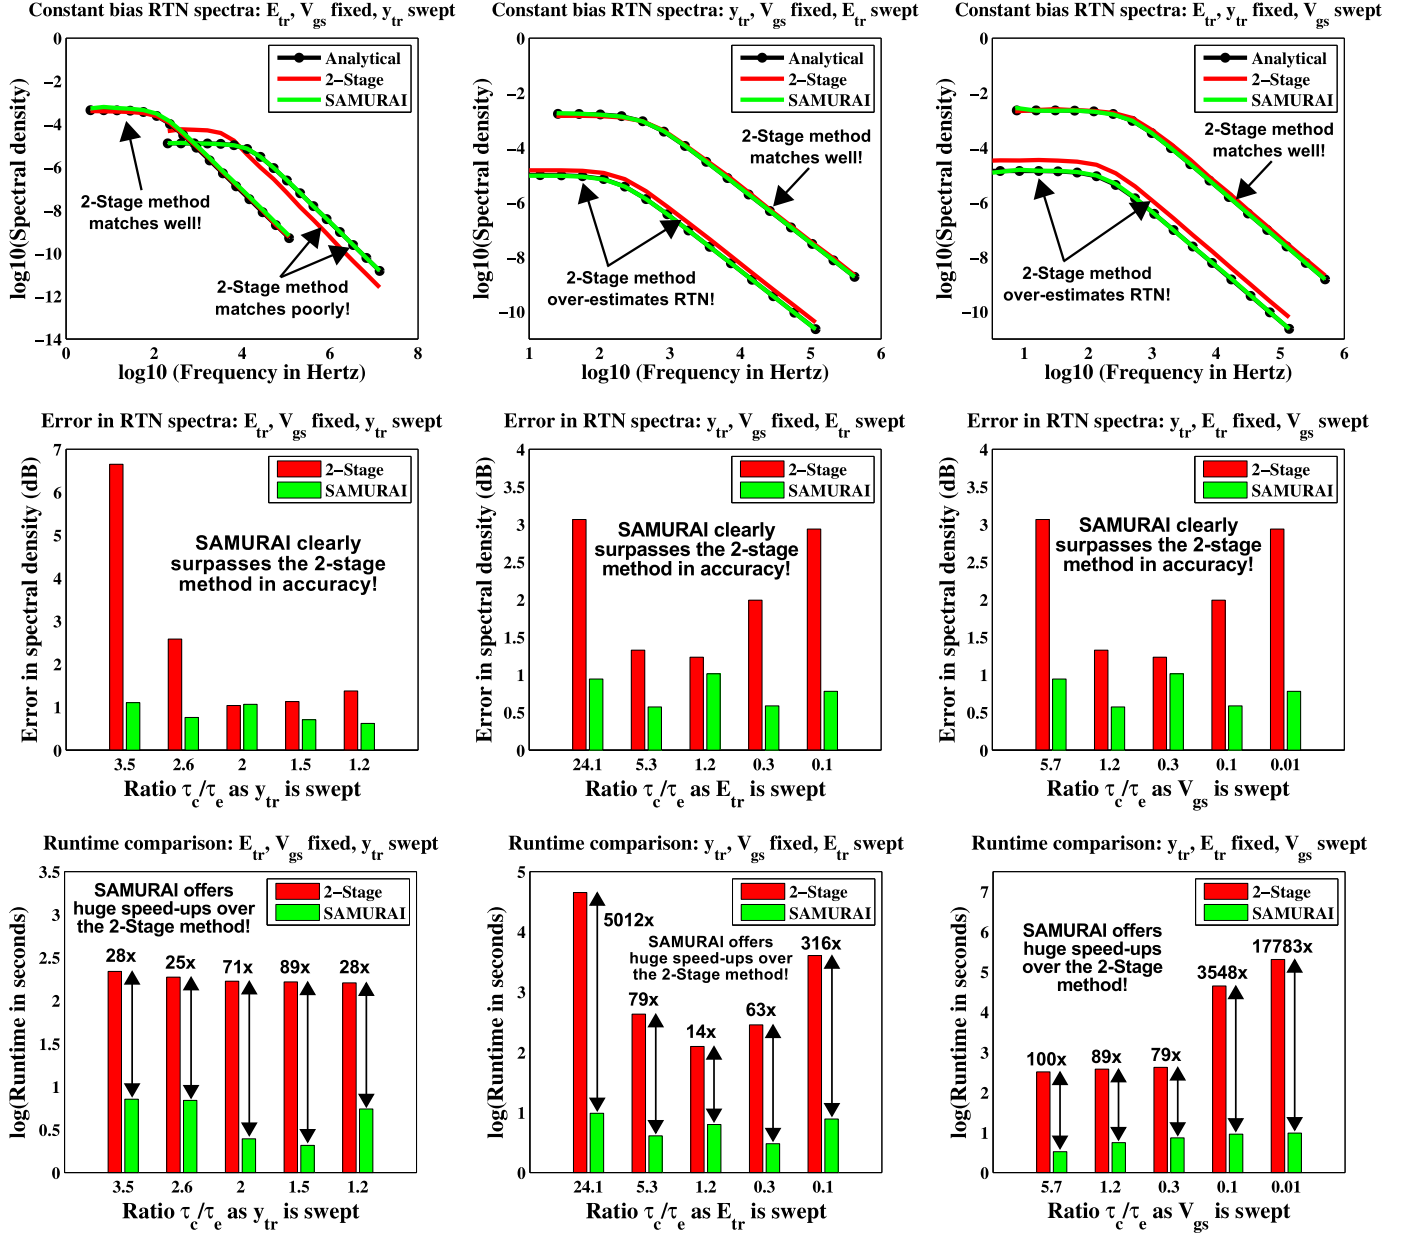 Constant bias RTN spectra: E_tr, V_gs fixed, y_tr swept
log10(Spectral density)
0
−2
−4
−6
−8
−10
−12
−14
Analytical
2−Stage
SAMURAI
2-Stage method
matches well!
2-Stage method
matches poorly!
0 2 4 6 8
log10 (Frequency in Hertz)
Constant bias RTN spectra: y_tr, V_gs fixed, E_tr swept
log10(Spectral density)
0
−2
−4
−6
−8
−10
Analytical
2−Stage
SAMURAI
2-Stage method
matches well!
2-Stage method
over-estimates RTN!
1 2 3 4 5 6
log10 (Frequency in Hertz)
Constant bias RTN spectra: E_tr, y_tr fixed, V_gs swept
log10(Spectral density)
0
−2
−4
−6
−8
−10
Analytical
2−Stage
SAMURAI
2-Stage method
matches well!
2-Stage method
over-estimates RTN!
1 2 3 4 5 6
log10 (Frequency in Hertz)
Error in RTN spectra: E_tr, V_gs fixed, y_tr swept
Error in spectral density (dB)
7
6
5
4
3
2
1
0
2−Stage
SAMURAI
SAMURAI clearly
surpasses the 2-stage
method in accuracy!
3.5 2.6 2 1.5 1.2
Ratio τ_c/τ_e as y_tr is swept
Error in RTN spectra: y_tr, V_gs fixed, E_tr swept
Error in spectral density (dB)
4
3.5
3
2.5
2
1.5
1
0.5
0
2−Stage
SAMURAI
SAMURAI clearly
surpasses the 2-stage
method in accuracy!
24.1 5.3 1.2 0.3 0.1
Ratio τ_c/τ_e as E_tr is swept
Error in RTN spectra: y_tr, E_tr fixed, V_gs swept
Error in spectral density (dB)
4
3.5
3
2.5
2
1.5
1
0.5
0
2−Stage
SAMURAI
SAMURAI clearly
surpasses the 2-stage
method in accuracy!
5.7 1.2 0.3 0.1 0.01
Ratio τ_c/τ_e as V_gs is swept
Runtime comparison: E_tr, V_gs fixed, y_tr swept
log(Runtime in seconds)
3.5
3
2.5
2
1.5
1
0.5
0
2−Stage
SAMURAI
SAMURAI offers
huge speed-ups over
the 2-Stage method!
28x 25x 71x 89x 28x
3.5 2.6 2 1.5 1.2
Ratio τ_c/τ_e as y_tr is swept
Runtime comparison: y_tr, V_gs fixed, E_tr swept
log(Runtime in seconds)
5
4
3
2
1
0
2−Stage
SAMURAI
5012x
SAMURAI offers
huge speed-ups over
the 2-Stage method!
79x 14x 63x 316x
24.1 5.3 1.2 0.3 0.1
Ratio τ_c/τ_e as E_tr is swept
Runtime comparison: y_tr, E_tr fixed, V_gs swept
log(Runtime in seconds)
7
6
5
4
3
2
1
0
2−Stage
SAMURAI
SAMURAI offers
huge speed-ups
over the 2-Stage
method!
100x 89x 79x 3548x 17783x
5.7 1.2 0.3 0.1 0.01
Ratio τ_c/τ_e as V_gs is swept